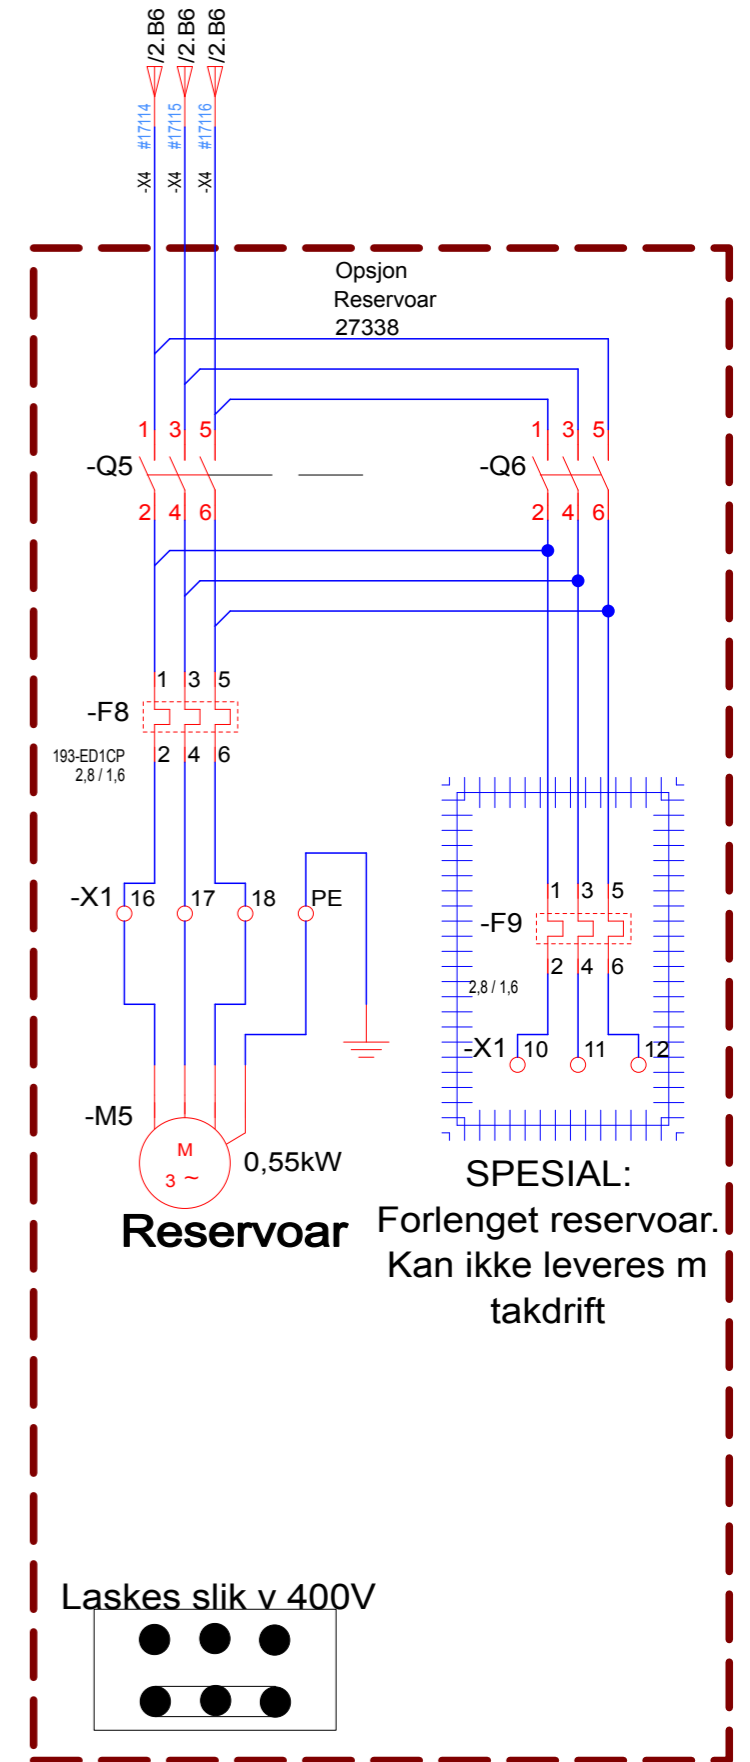 /2.B6 /2.B6 /2.B6
#17114 #17115 #17116
-X4 -X4 -X4
Opsjon
Reservoar
27338
1 3 5 1 3 5
-Q5 -Q6
2 4 6 2 4 6
1 3 5
-F8
193-ED1CP 2 4 6
2,8 / 1,6
-X1 16 17 18 PE
1 3 5
-F9
2 4 6
2,8 / 1,6
-X1 10 11 12
-M5
M
3 ~
0,55kW
Reservoar
SPESIAL:
Forlenget reservoar.
Kan ikke leveres m
takdrift
Laskes slik v 400V